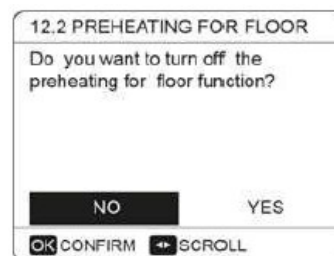 12.2 PREHEATING FOR FLOOR
Do you want to turn off the
preheating for floor function?
NO YES
OK CONFIRM SCROLL